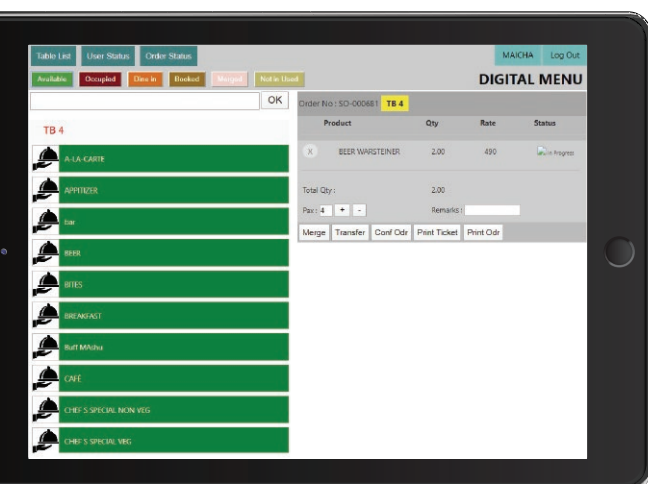 Table List User Status Order Status MAICHA Log Out
Available Occupied Dine In Booked Merged Not in Used
DIGITAL MENU
OK
Order No : SO-000681 TB 4
TB 4
Product Qty Rate Status
X BEER WARSTEINER 2.00 490 In Progress
Total Qty : 2.00
Pax : 4 + - Remarks :
Merge Transfer Conf Odr Print Ticket Print Odr
A-LA-CARTE
APPITIZER
bar
BEER
BITES
BREAKFAST
Buff MAchu
CAFÉ
CHEF'S SPECIAL NON VEG
CHEF'S SPECIAL VEG